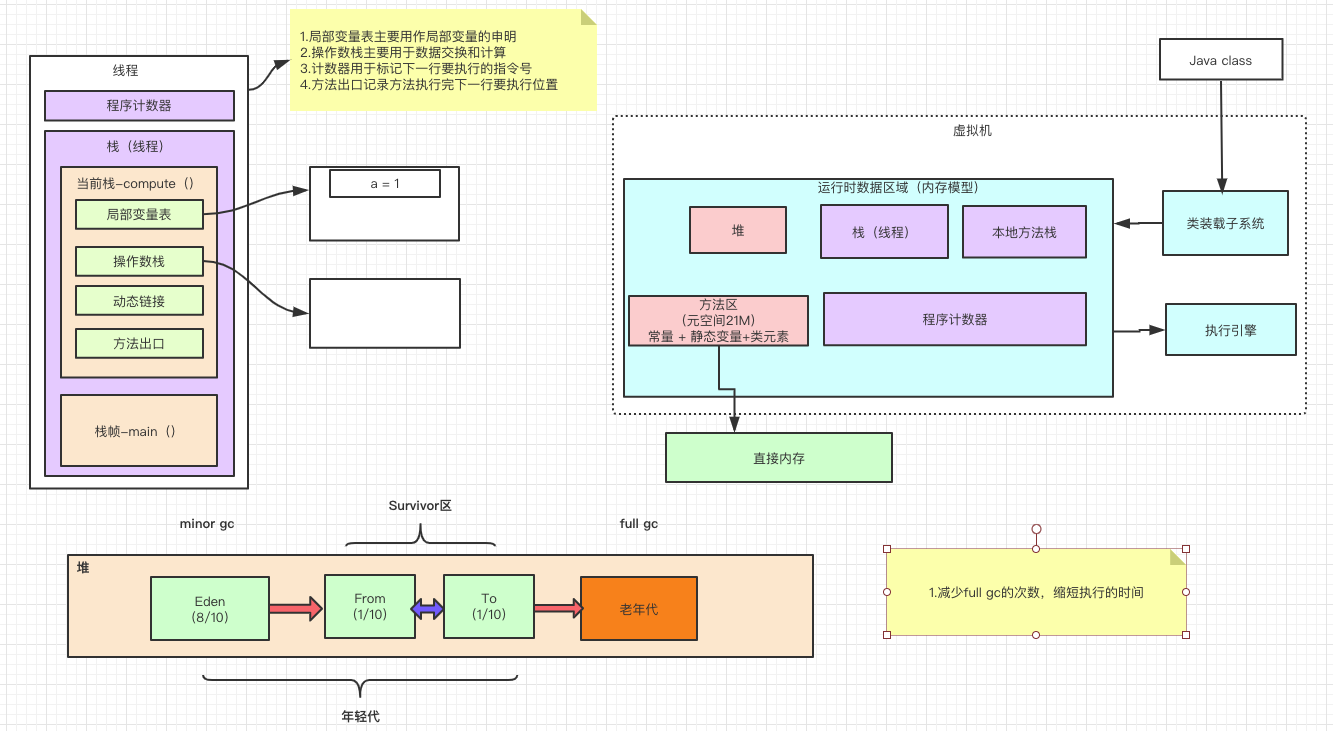 1.局部变量表主要用作局部变量的申明
2.操作数栈主要用于数据交换和计算
3.计数器用于标记下一行要执行的指令号
4.方法出口记录方法执行完下一行要执行位置
线程
程序计数器
栈（线程）
当前栈-compute（）
局部变量表
操作数栈
动态链接
方法出口
栈帧-main（）
a = 1
Java class
虚拟机
运行时数据区域（内存模型）
堆
栈（线程）
本地方法栈
类装载子系统
方法区
（元空间21M）
常量 + 静态变量+类元素
程序计数器
执行引擎
直接内存
minor gc
Survivor区
full gc
堆
Eden
(8/10)
From
(1/10)
To
(1/10)
老年代
年轻代
1.减少full gc的次数，缩短执行的时间